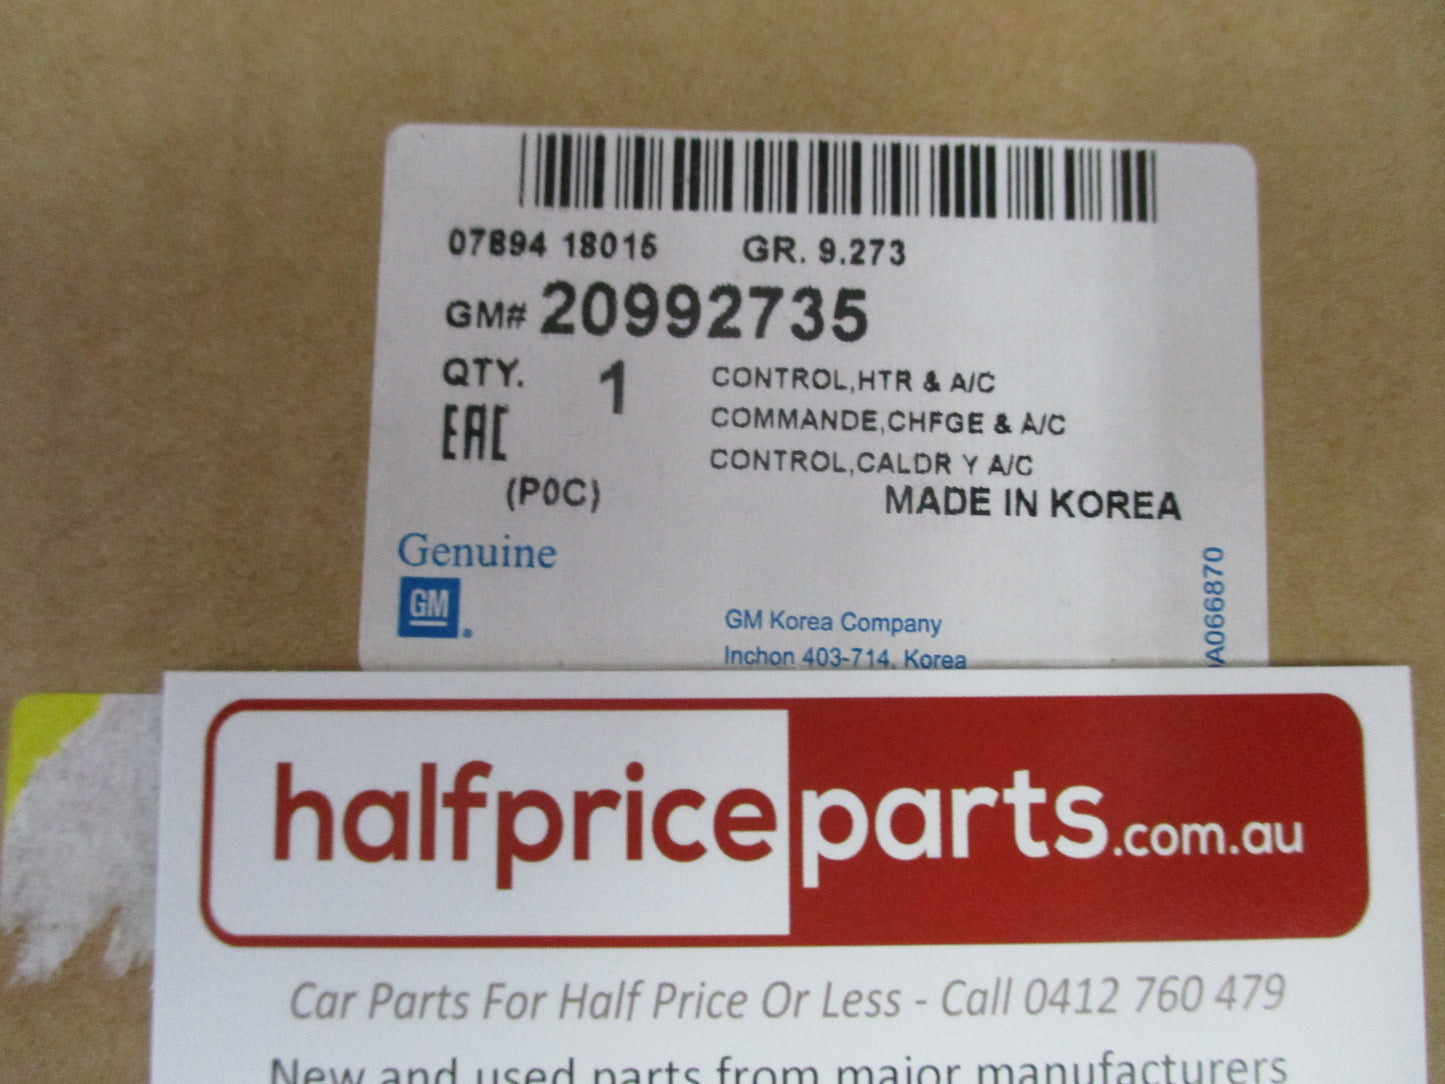 07894 18015 GR. 9.273
GM# 20992735
QTY. 1
CONTROL,HTR & A/C
COMMANDE,CHFGE & A/C
CONTROL,CALDR Y A/C
EAC
(P0C)
MADE IN KOREA
Genuine
GM
GM Korea Company
Inchon 403-714, Korea
A066870
halfpriceparts.com.au
Car Parts For Half Price Or Less - Call 0412 760 479
New and used parts from major manufacturers